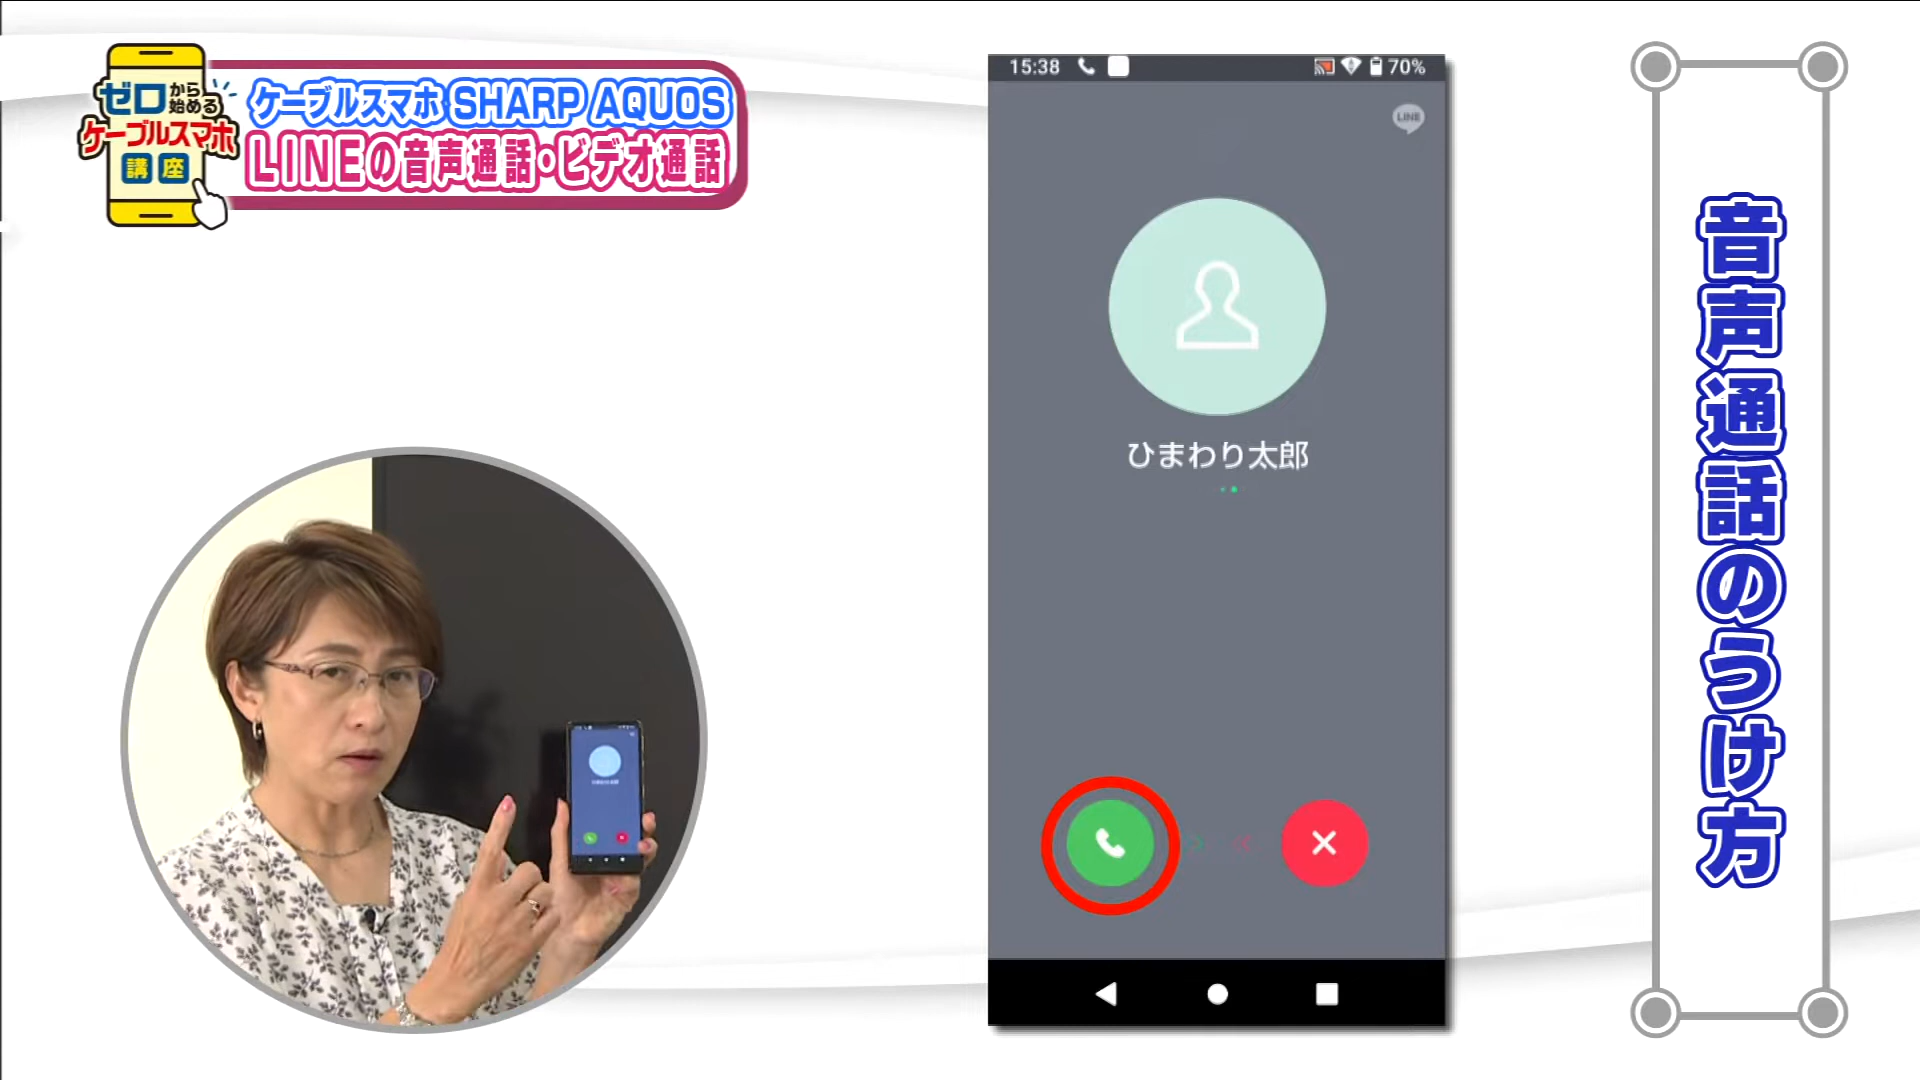 ゼロから始める
ケーブルスマホ
講座
ケーブルスマホ SHARP AQUOS
LINEの音声通話・ビデオ通話
15:38
70%
LINE
ひまわり太郎
音声通話のうけ方